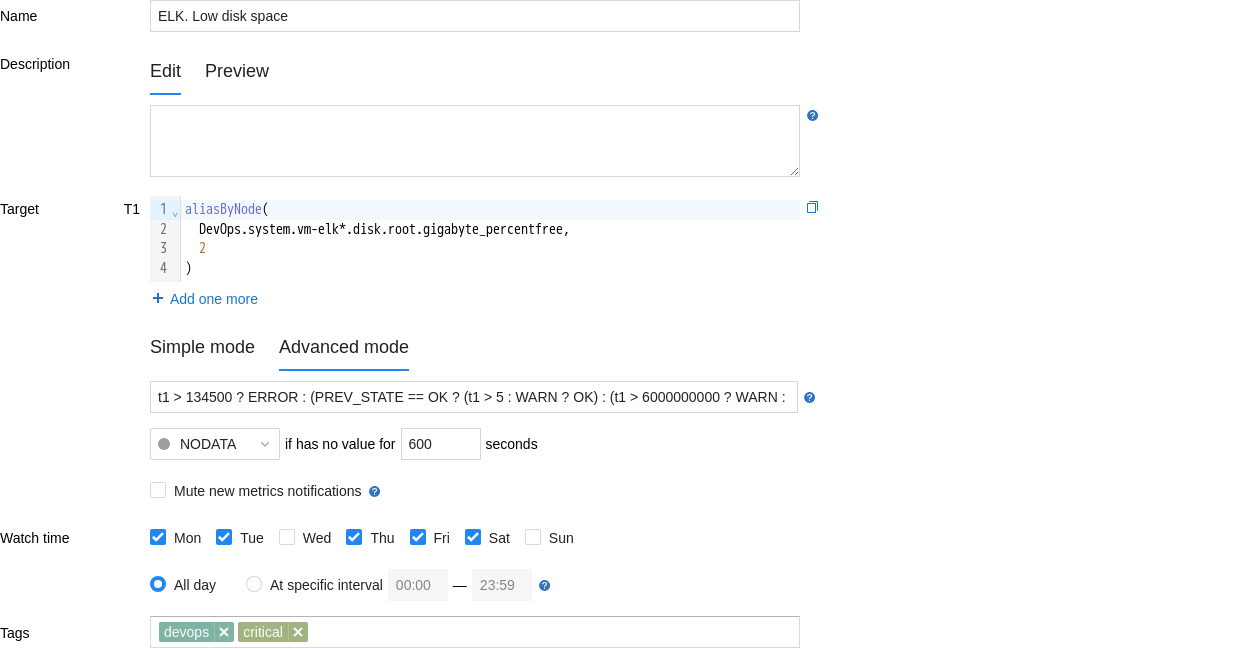 Name ELK. Low disk space
Description Edit Preview
Target T1 1 aliasByNode(
2 DevOps.system.vm-elk*.disk.root.gigabyte_percentfree,
3 2
4 )
+ Add one more
Simple mode Advanced mode
t1 > 134500 ? ERROR : (PREV_STATE == OK ? (t1 > 5 : WARN ? OK) : (t1 > 6000000000 ? WARN :
NODATA if has no value for 600 seconds
Mute new metrics notifications ?
Watch time Mon Tue Wed Thu Fri Sat Sun
All day At specific interval 00:00 — 23:59 ?
Tags devops × critical ×